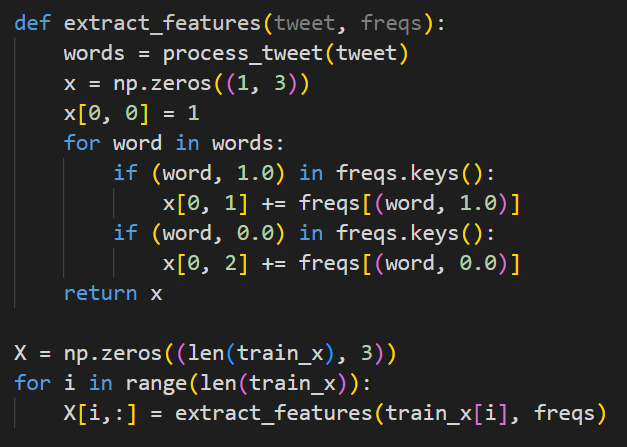 def extract_features(tweet, freqs):
    words = process_tweet(tweet)
    x = np.zeros((1, 3))
    x[0, 0] = 1
    for word in words:
        if (word, 1.0) in freqs.keys():
            x[0, 1] += freqs[(word, 1.0)]
        if (word, 0.0) in freqs.keys():
            x[0, 2] += freqs[(word, 0.0)]
    return x

X = np.zeros((len(train_x), 3))
for i in range(len(train_x)):
    X[i,:] = extract_features(train_x[i], freqs)